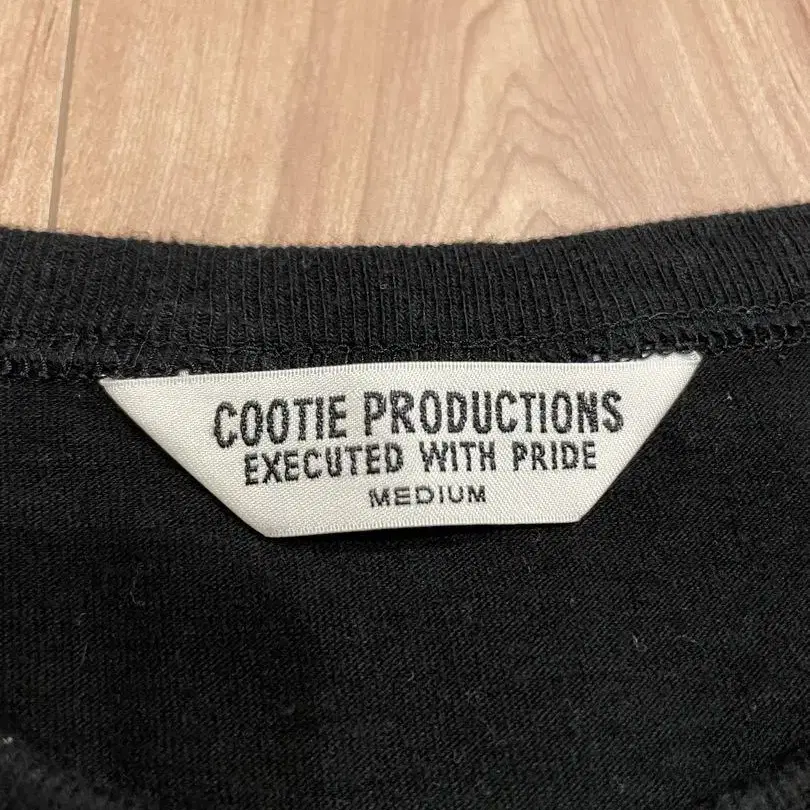 COOTIE PRODUCTIONS
EXECUTED WITH PRIDE
MEDIUM